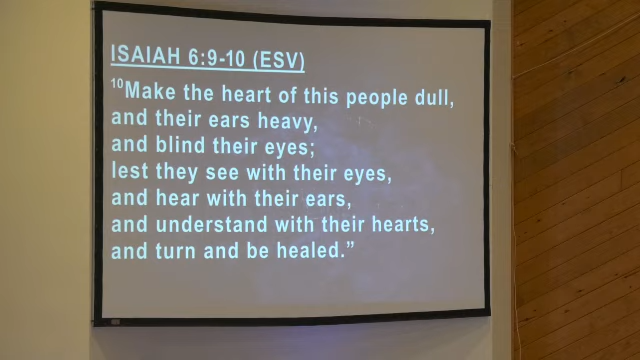 ISAIAH 6:9-10 (ESV)
¹⁰Make the heart of this people dull,
and their ears heavy,
and blind their eyes;
lest they see with their eyes,
and hear with their ears,
and understand with their hearts,
and turn and be healed.”